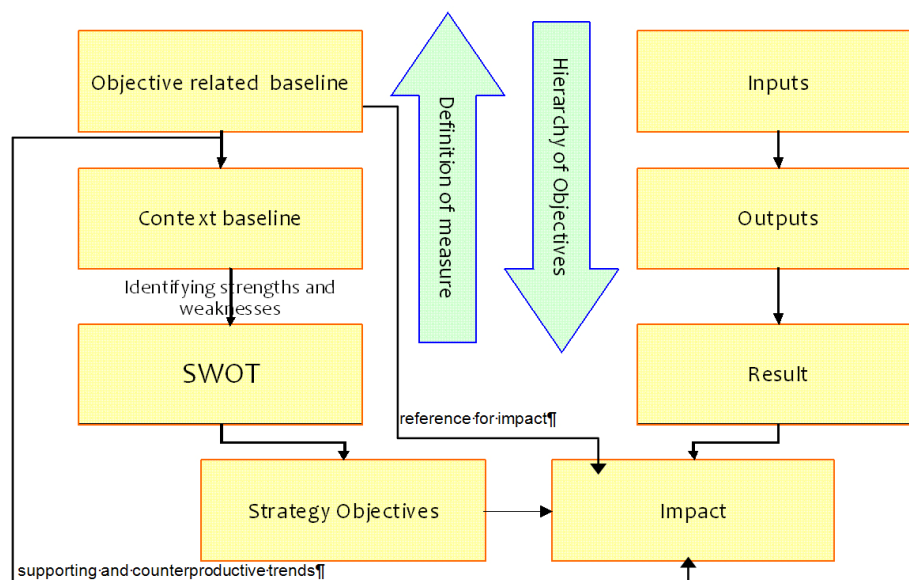 Objective related baseline
Context baseline
Identifying strengths and
weaknesses
SWOT
Strategy Objectives
Definition of measure
Hierarchy of Objectives
Inputs
Outputs
Result
Impact
reference·for·impact¶
supporting·and·counterproductive·trends¶